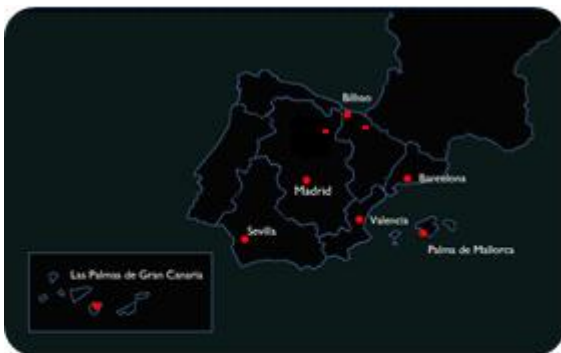 Bilbao
Madrid
Barcelona
Valencia
Sevilla
Palma de Mallorca
Las Palmas de Gran Canaria